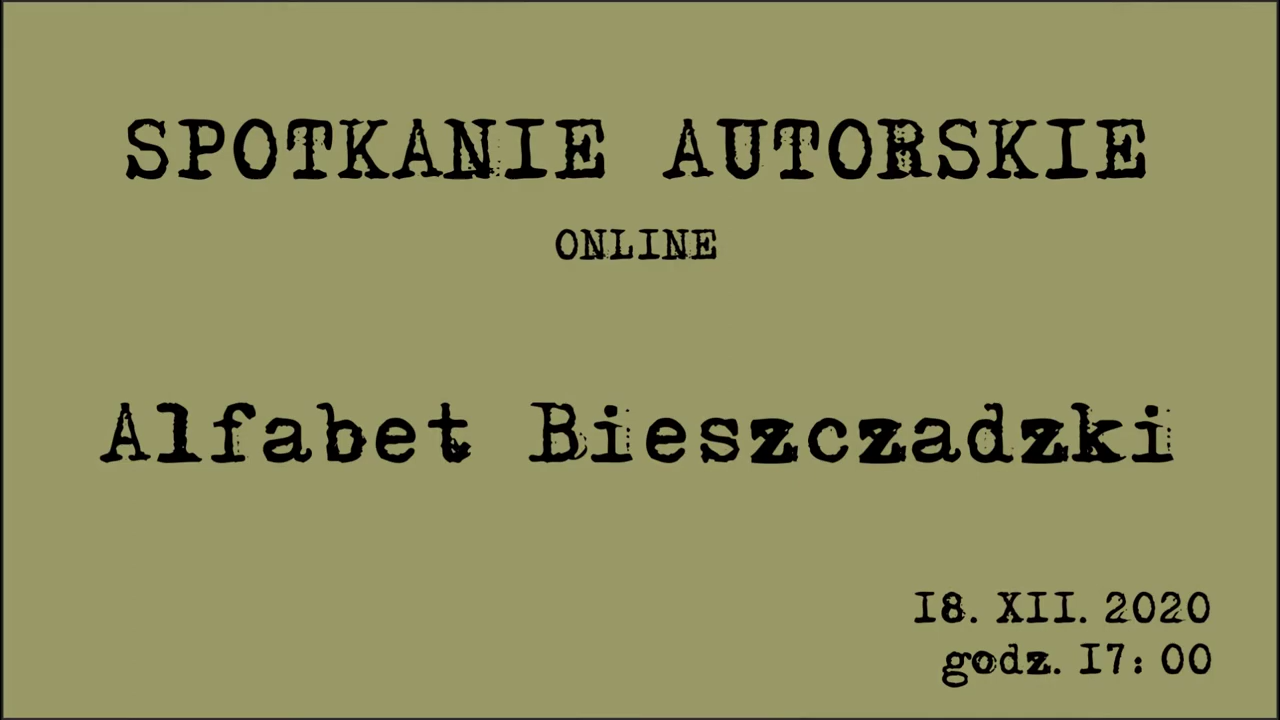 SPOTKANIE AUTORSKIE
ONLINE
Alfabet Bieszczadzki
18. XII. 2020
godz. 17:00